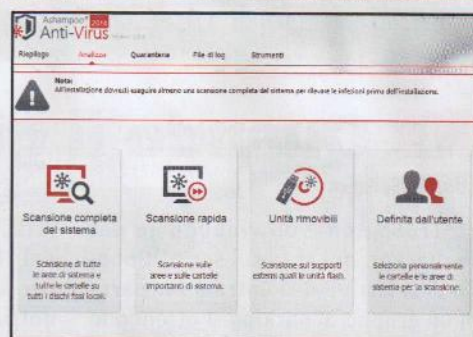 Ashampoo® 2014
Anti-Virus
Riepilogo Analizza Quarantena File di log Strumenti
Nota:
All'installazione dovresti eseguire almeno una scansione completa del sistema per rilevare le infezioni prima dell'installazione.
Scansione completa
del sistema
Scansione di tutte
le aree di sistema e
tutte le cartelle su
tutti i dischi fissi locali.
Scansione rapida
Scansione sulle
aree e sulle cartelle
importanti di sistema.
Unità rimovibili
Scansione sui supporti
esterni quali le unità flash.
Definita dall'utente
Seleziona personalmente
le cartelle e le aree di
sistema per la scansione.